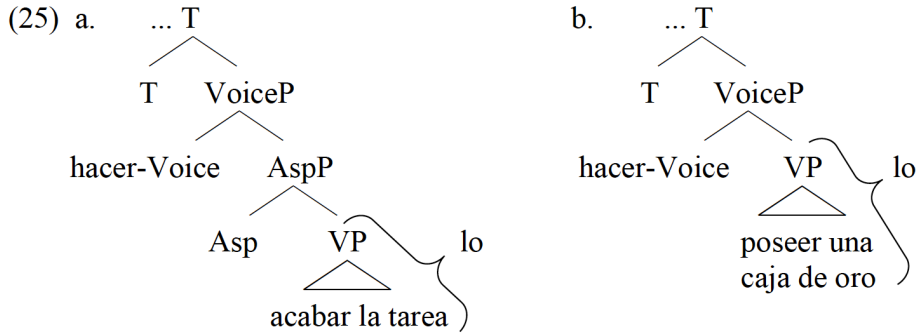 (25) a. ... T b. ... T
T VoiceP T VoiceP
hacer-Voice AspP hacer-Voice VP lo
Asp VP lo poseer una
caja de oro
acabar la tarea